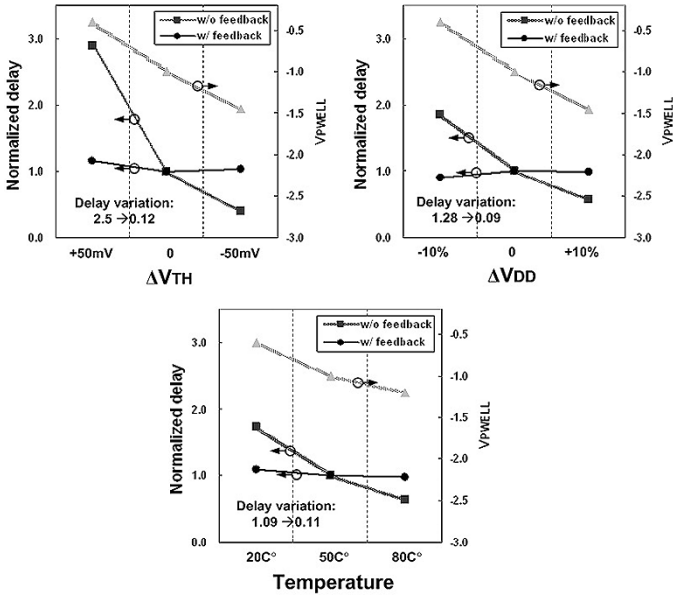 w/o feedback
w/ feedback
Normalized delay
3.0
2.0
1.0
0.0
-0.5
-1.0
-1.5
-2.0
-2.5
-3.0
VPWELL
Delay variation:
2.5 →0.12
+50mV
0
-50mV
ΔVTH
w/o feedback
w/ feedback
Normalized delay
3.0
2.0
1.0
0.0
-0.5
-1.0
-1.5
-2.0
-2.5
-3.0
VPWELL
Delay variation:
1.28 →0.09
-10%
0
+10%
ΔVDD
w/o feedback
w/ feedback
Normalized delay
3.0
2.0
1.0
0.0
-0.5
-1.0
-1.5
-2.0
-2.5
-3.0
VPWELL
Delay variation:
1.09 →0.11
20C°
50C°
80C°
Temperature